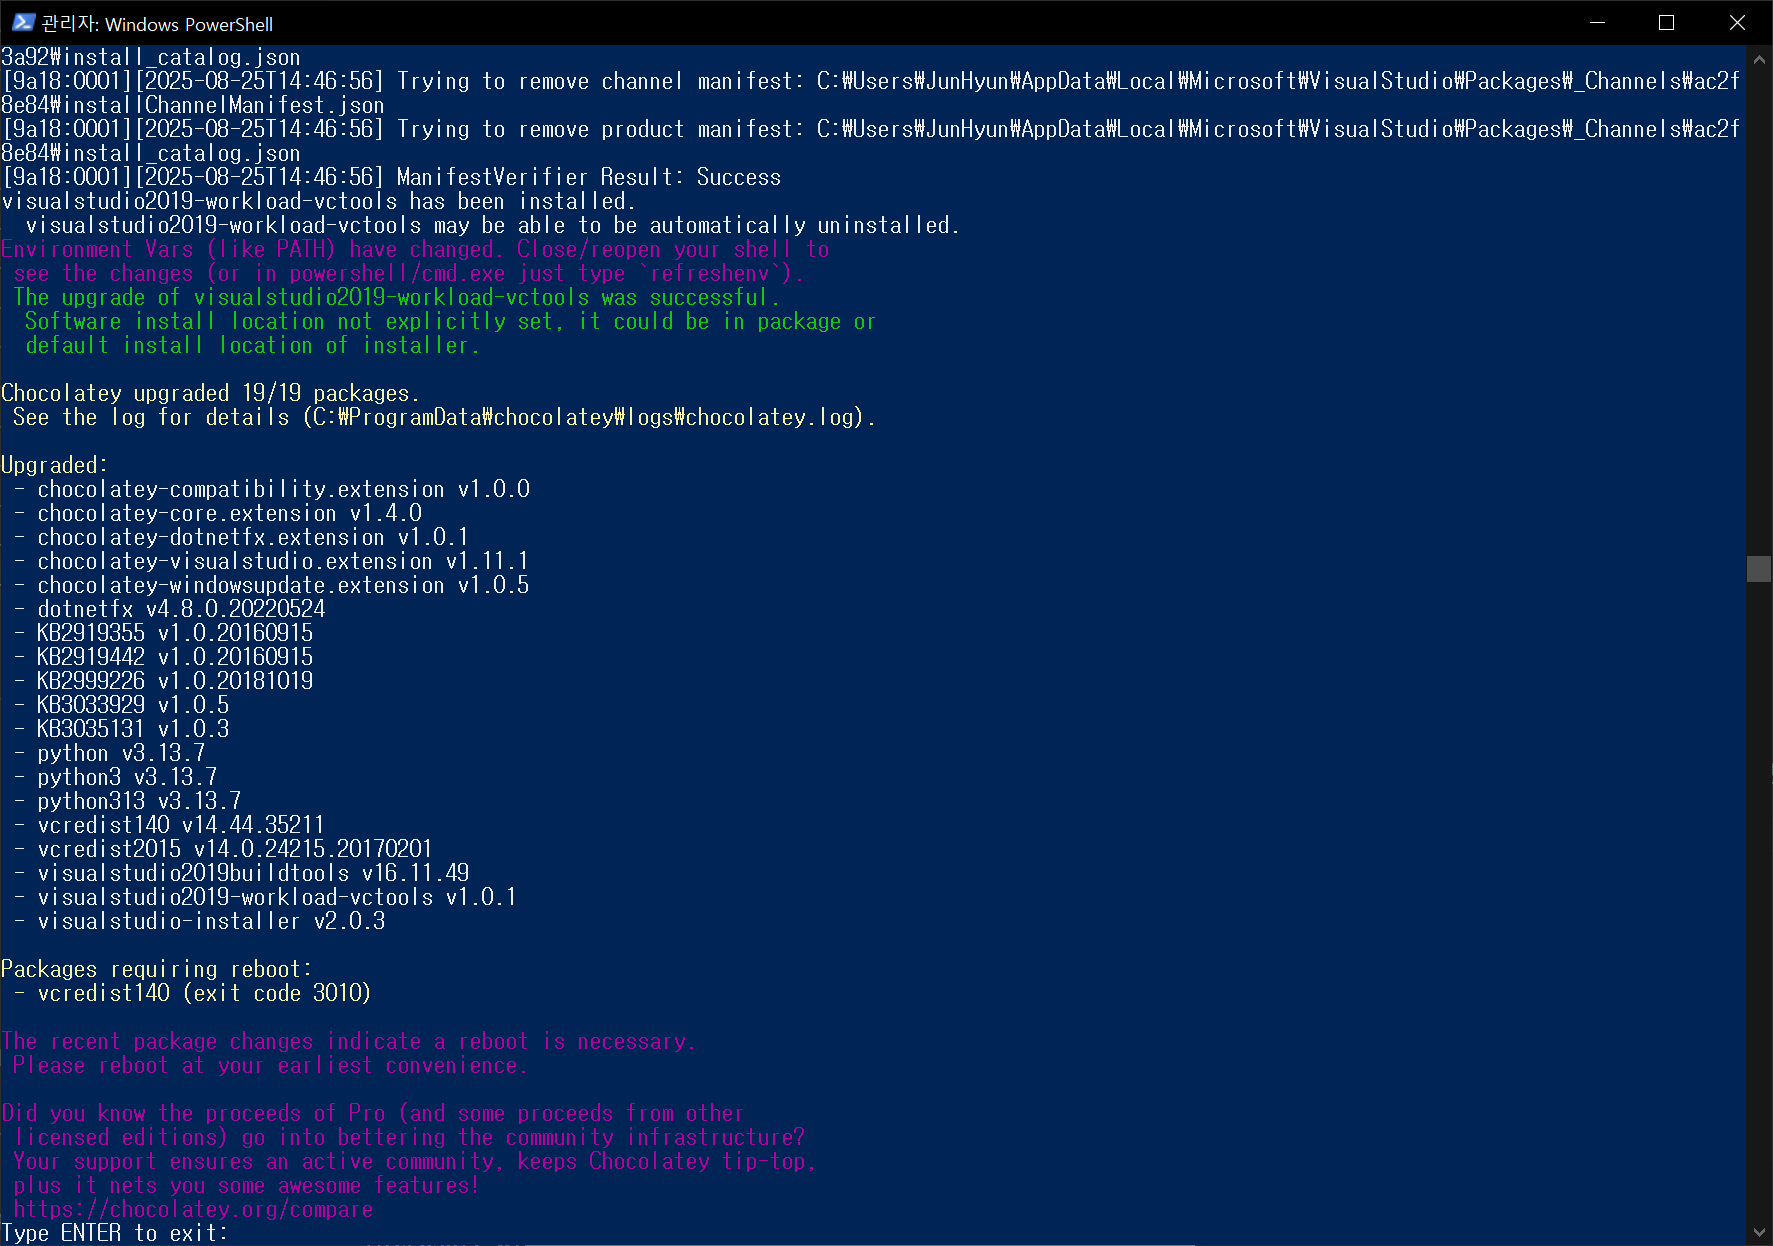 관리자: Windows PowerShell
3a92₩install_catalog.json
[9a18:0001][2025-08-25T14:46:56] Trying to remove channel manifest: C:₩Users₩JunHyun₩AppData₩Local₩Microsoft₩VisualStudio₩Packages₩_Channels₩ac2f
8e84₩installChannelManifest.json
[9a18:0001][2025-08-25T14:46:56] Trying to remove product manifest: C:₩Users₩JunHyun₩AppData₩Local₩Microsoft₩VisualStudio₩Packages₩_Channels₩ac2f
8e84₩install_catalog.json
[9a18:0001][2025-08-25T14:46:56] ManifestVerifier Result: Success
visualstudio2019-workload-vctools has been installed.
  visualstudio2019-workload-vctools may be able to be automatically uninstalled.
Environment Vars (like PATH) have changed. Close/reopen your shell to
 see the changes (or in powershell/cmd.exe just type `refreshenv`).
 The upgrade of visualstudio2019-workload-vctools was successful.
  Software install location not explicitly set, it could be in package or
  default install location of installer.
Chocolatey upgraded 19/19 packages.
 See the log for details (C:₩ProgramData₩chocolatey₩logs₩chocolatey.log).
Upgraded:
 - chocolatey-compatibility.extension v1.0.0
 - chocolatey-core.extension v1.4.0
 - chocolatey-dotnetfx.extension v1.0.1
 - chocolatey-visualstudio.extension v1.11.1
 - chocolatey-windowsupdate.extension v1.0.5
 - dotnetfx v4.8.0.20220524
 - KB2919355 v1.0.20160915
 - KB2919442 v1.0.20160915
 - KB2999226 v1.0.20181019
 - KB3033929 v1.0.5
 - KB3035131 v1.0.3
 - python v3.13.7
 - python3 v3.13.7
 - python313 v3.13.7
 - vcredist140 v14.44.35211
 - vcredist2015 v14.0.24215.20170201
 - visualstudio2019buildtools v16.11.49
 - visualstudio2019-workload-vctools v1.0.1
 - visualstudio-installer v2.0.3
Packages requiring reboot:
 - vcredist140 (exit code 3010)
The recent package changes indicate a reboot is necessary.
 Please reboot at your earliest convenience.
Did you know the proceeds of Pro (and some proceeds from other
 licensed editions) go into bettering the community infrastructure?
 Your support ensures an active community, keeps Chocolatey tip-top,
 plus it nets you some awesome features!
 https://chocolatey.org/compare
Type ENTER to exit: